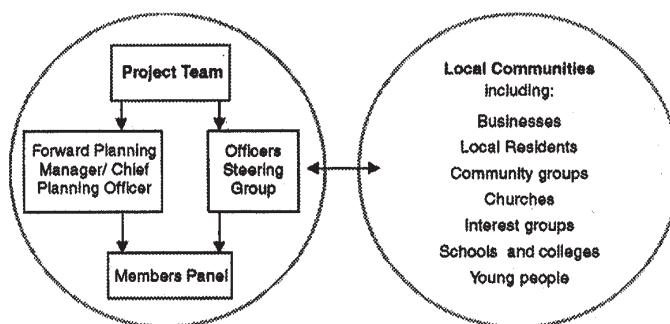 Project Team
Forward Planning
Manager/ Chief
Planning Officer
Officers
Steering
Group
Members Panel
Local Communities
including:
Businesses
Local Residents
Community groups
Churches
Interest groups
Schools and colleges
Young people